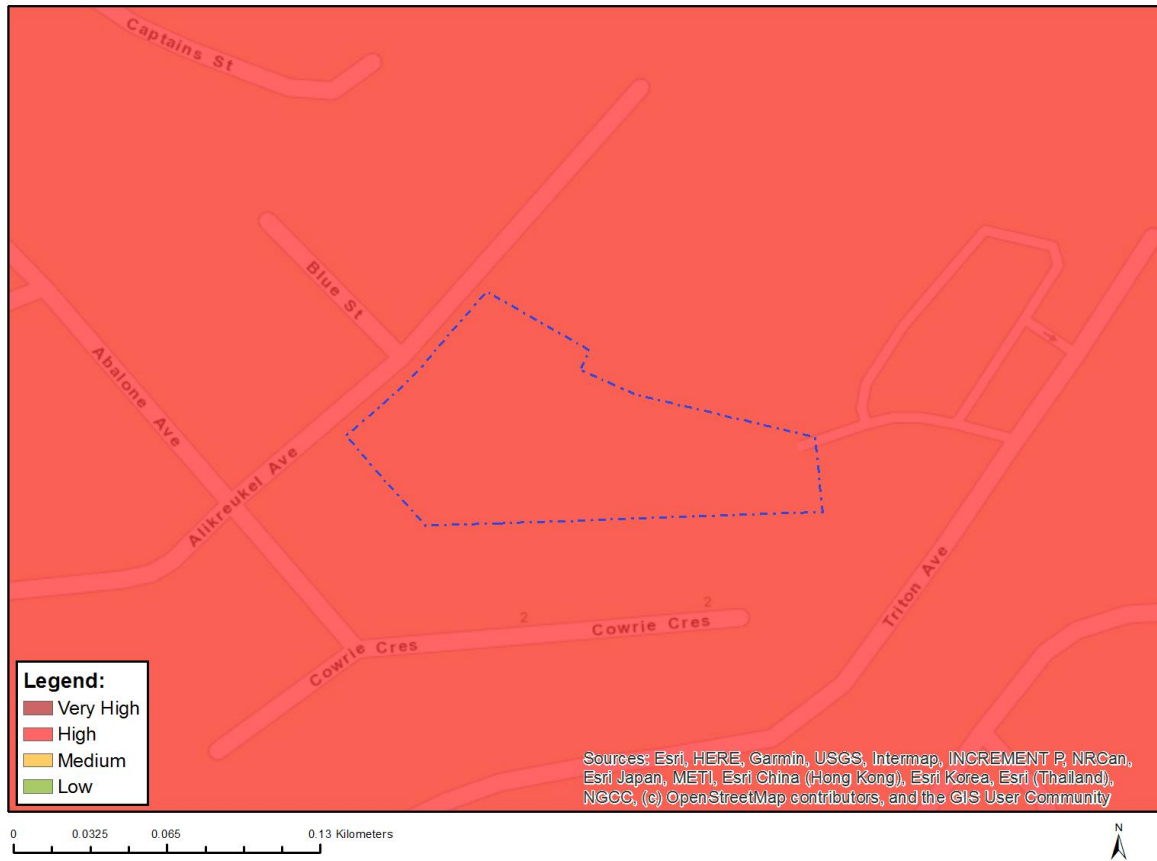 Captains St
Blue St
Abalone Ave
Alikreukel Ave
Triton Ave
2
2
Cowrie Cres
Cowrie Cres
Legend:
Very High
High
Medium
Low
Sources: Esri, HERE, Garmin, USGS, Intermap, INCREMENT P, NRCan,
Esri Japan, METI, Esri China (Hong Kong), Esri Korea, Esri (Thailand),
NGCC, (c) OpenStreetMap contributors, and the GIS User Community
0 0.0325 0.065 0.13 Kilometers
N